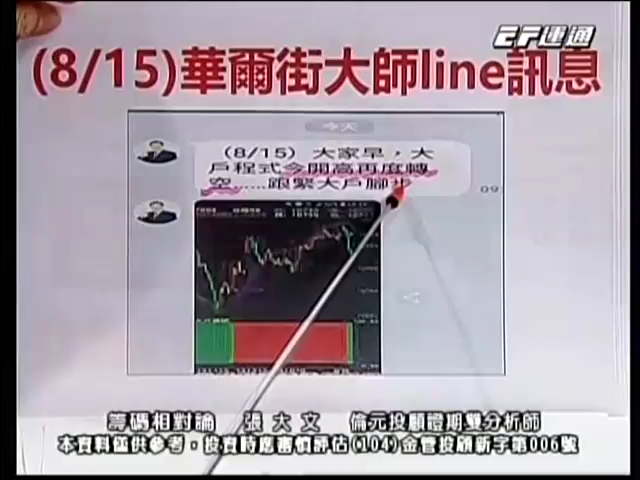 EF運通
(8/15)華爾街大師line訊息
今天
(8/15) 大家早，大
戶程式今開高再度轉
空……跟緊大戶腳步
09
籌碼相對論 張大文 倫元投顧證期雙分析師
本資料僅供參考，投資時應審慎評估(104)金管投顧新字第006號